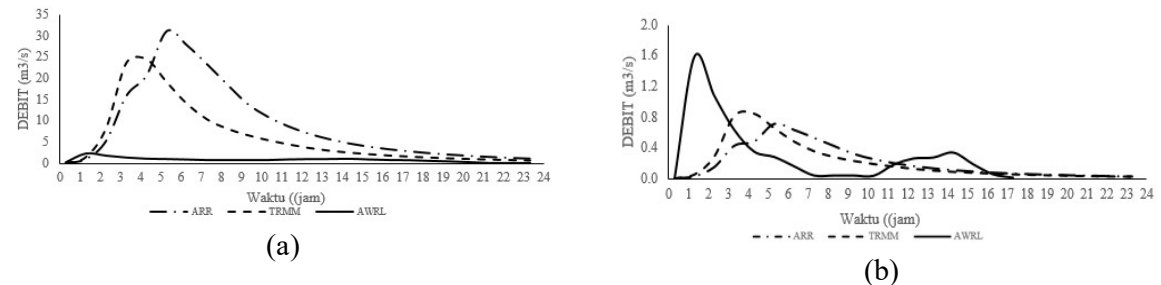 35
30
25
20
15
10
5
0
DEBIT (m3/s)
0 1 2 3 4 5 6 7 8 9 10 11 12 13 14 15 16 17 18 19 20 21 22 23 24
Waktu ((jam)
ARR TRMM AWRL
(a)
2.0
1.6
1.2
0.8
0.4
0.0
DEBIT (m3/s)
0 1 2 3 4 5 6 7 8 9 10 11 12 13 14 15 16 17 18 19 20 21 22 23 24
Waktu ((jam)
ARR TRMM AWRL
(b)